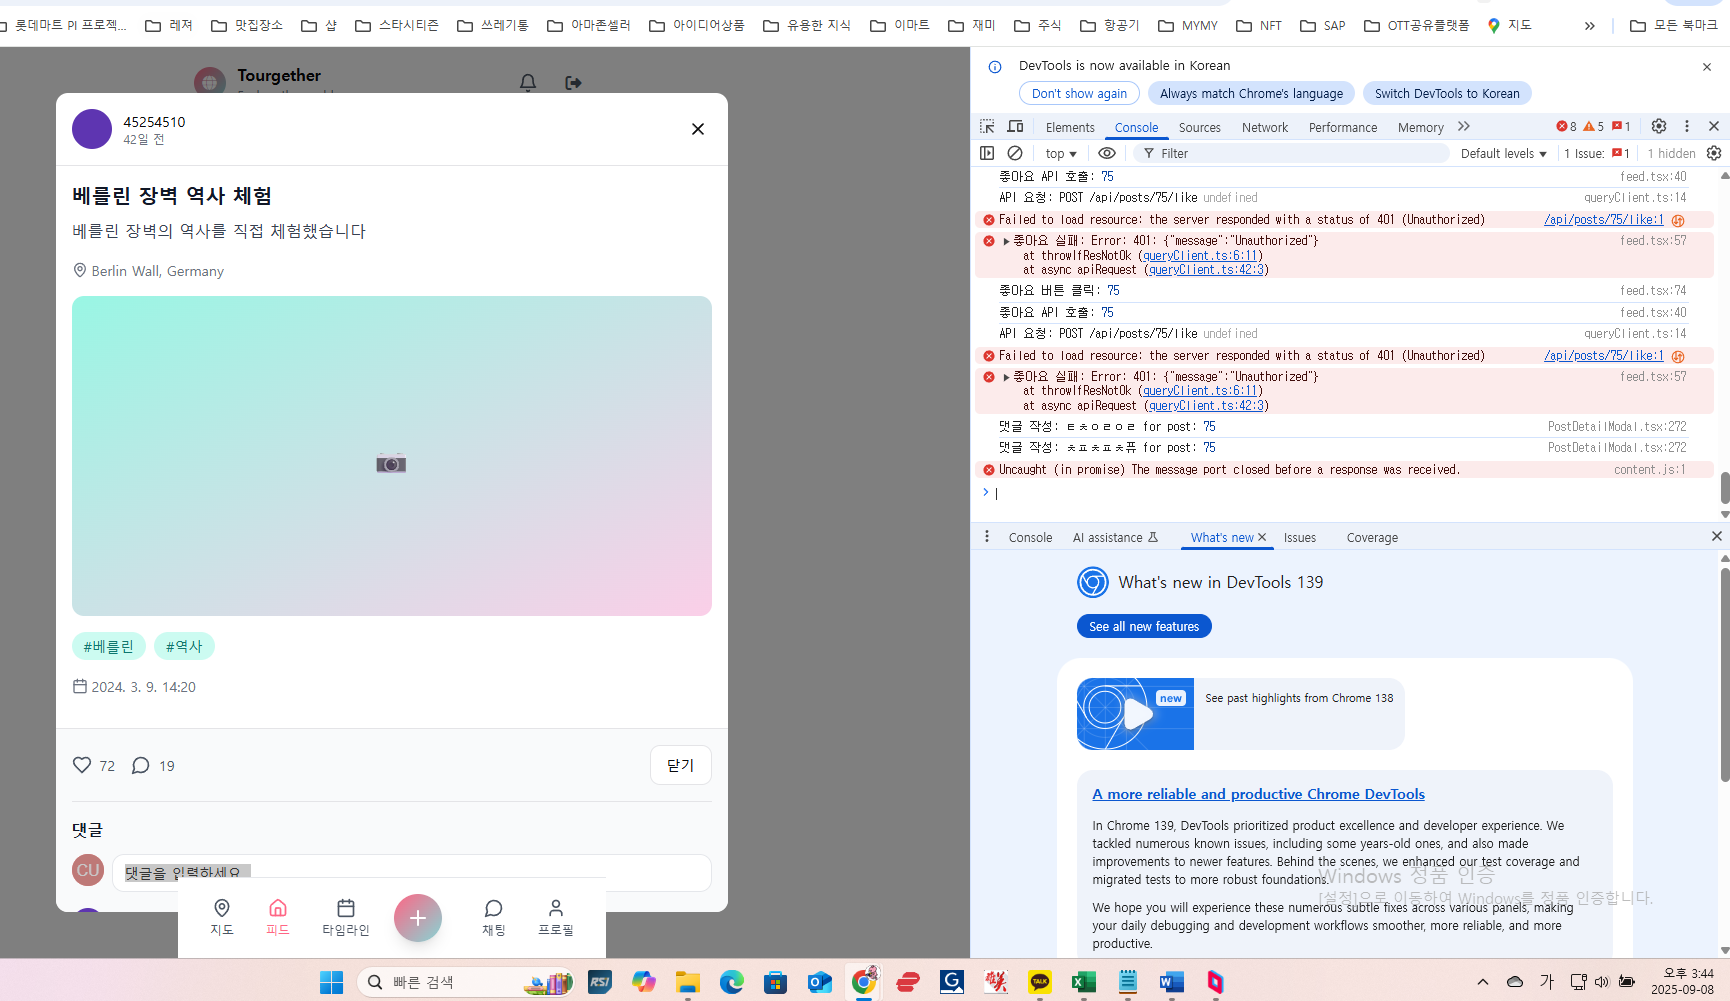 롯데마트 PI 프로젝... 레져 맛집장소 샵 스타시티즌 쓰레기통 아마존셀러 아이디어상품 유용한 지식 이마트 재미 주식 항공기 MYMY NFT SAP OTT공유플랫폼 지도 » 모든 북마크
Tourgether
45254510
42일 전
베를린 장벽 역사 체험
베를린 장벽의 역사를 직접 체험했습니다
Berlin Wall, Germany
#베를린 #역사
2024. 3. 9. 14:20
72 19 닫기
댓글
CU 댓글을 입력하세요...
지도 피드 타임라인 + 채팅 프로필
DevTools is now available in Korean
Don't show again Always match Chrome's language Switch DevTools to Korean
Elements Console Sources Network Performance Memory 8 5 1
top Filter Default levels 1 Issue: 1 1 hidden
좋아요 API 호출: 75 feed.tsx:40
API 요청: POST /api/posts/75/like undefined queryClient.ts:14
Failed to load resource: the server responded with a status of 401 (Unauthorized) /api/posts/75/like:1
좋아요 실패: Error: 401: {"message":"Unauthorized"} feed.tsx:57
at throwIfResNotOk (queryClient.ts:6:11)
at async apiRequest (queryClient.ts:42:3)
좋아요 버튼 클릭: 75 feed.tsx:74
좋아요 API 호출: 75 feed.tsx:40
API 요청: POST /api/posts/75/like undefined queryClient.ts:14
Failed to load resource: the server responded with a status of 401 (Unauthorized) /api/posts/75/like:1
좋아요 실패: Error: 401: {"message":"Unauthorized"} feed.tsx:57
at throwIfResNotOk (queryClient.ts:6:11)
at async apiRequest (queryClient.ts:42:3)
댓글 작성: ㅌㅊㅇㄹㅇㄹ for post: 75 PostDetailModal.tsx:272
댓글 작성: ㅊㅍㅊㅍㅊ퓨 for post: 75 PostDetailModal.tsx:272
Uncaught (in promise) The message port closed before a response was received. content.js:1
Console AI assistance What's new Issues Coverage
What's new in DevTools 139
See all new features
new See past highlights from Chrome 138
A more reliable and productive Chrome DevTools
In Chrome 139, DevTools prioritized product excellence and developer experience. We
tackled numerous known issues, including some years-old ones, and also made
improvements to newer features. Behind the scenes, we enhanced our test coverage and
migrated tests to more robust foundations.
We hope you will experience these numerous subtle fixes across various panels, making
your daily debugging and development workflows smoother, more reliable, and more
productive.
Windows 정품 인증
[설정]으로 이동하여 Windows를 정품 인증합니다.
빠른 검색 RSI TALK 가 오후 3:44
2025-09-08